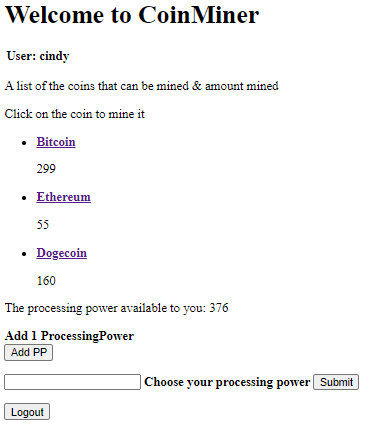 Welcome to CoinMiner
User: cindy
A list of the coins that can be mined & amount mined
Click on the coin to mine it
Bitcoin
299
Ethereum
55
Dogecoin
160
The processing power available to you: 376
Add 1 ProcessingPower
Add PP
Choose your processing power Submit
Logout